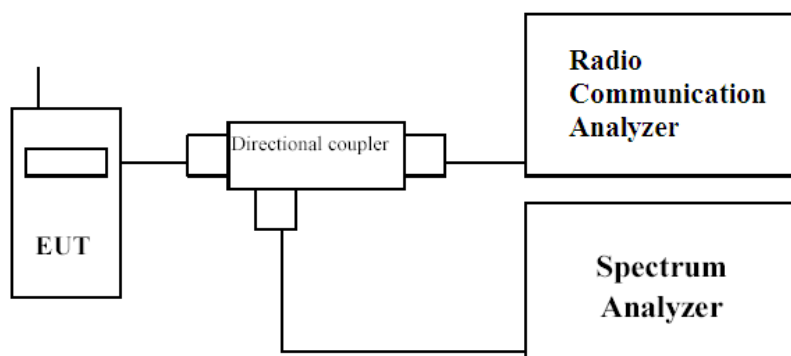 Radio
Communication
Analyzer
Directional coupler
EUT
Spectrum
Analyzer